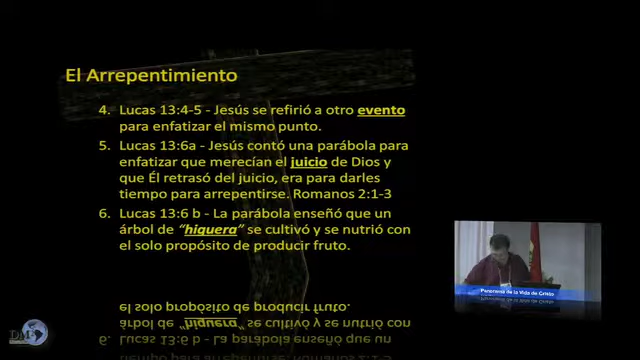 El Arrepentimiento
4. Lucas 13:4-5 - Jesús se refirió a otro evento
para enfatizar el mismo punto.
5. Lucas 13:6a - Jesús contó una parábola para
enfatizar que merecían el juicio de Dios y
que Él retrasó del juicio, era para darles
tiempo para arrepentirse. Romanos 2:1-3
6. Lucas 13:6 b - La parábola enseñó que un
árbol de “higuera” se cultivó y se nutrió con
el solo propósito de producir fruto.
Panorama de la Vida de Cristo
DM